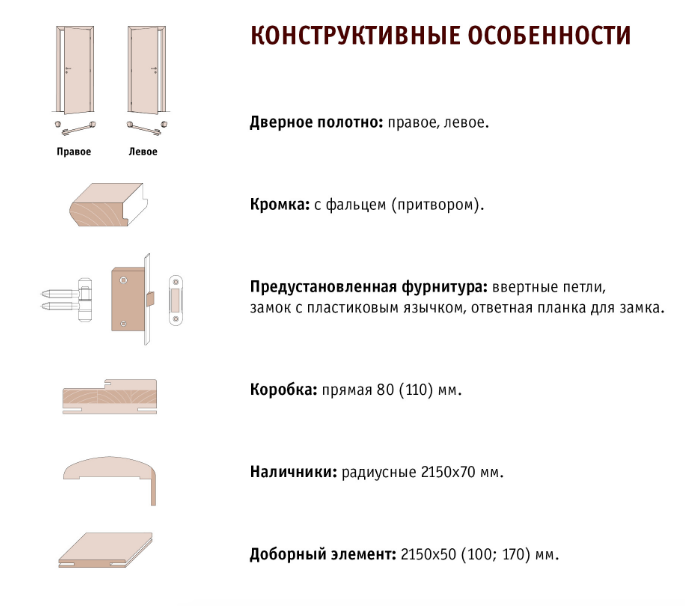 КОНСТРУКТИВНЫЕ ОСОБЕННОСТИ
Правое
Левое
Дверное полотно: правое, левое.
Кромка: с фальцем (притвором).
Предустановленная фурнитура: ввертные петли,
замок с пластиковым язычком, ответная планка для замка.
Коробка: прямая 80 (110) мм.
Наличники: радиусные 2150х70 мм.
Доборный элемент: 2150х50 (100; 170) мм.